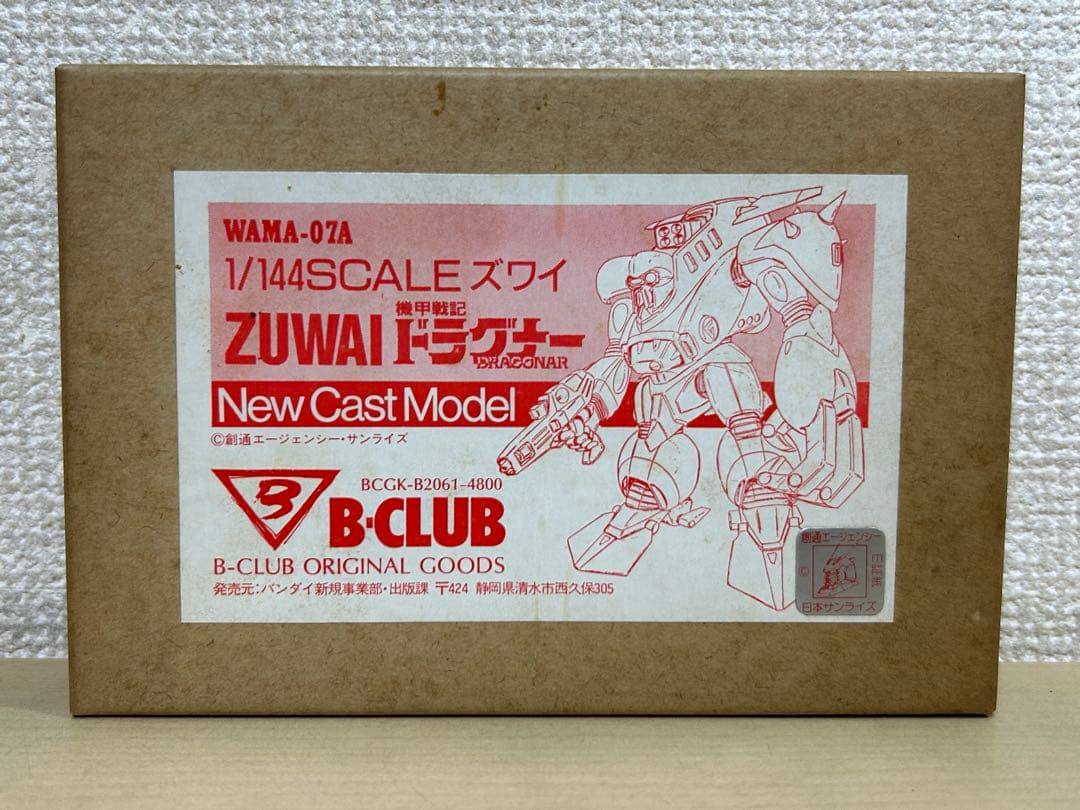 WAMA-07A
1/144SCALE ズワイ
機甲戦記
ZUWAI ドラグナー
DRAGONAR
New Cast Model
©創通エージェンシー・サンライズ
BCGK-B2061-4800
B
B-CLUB
B-CLUB ORIGINAL GOODS
発売元:バンダイ新規事業部・出版課 〒424 静岡県清水市西久保305
創通エージェンシー
©
証紙
日本サンライズ